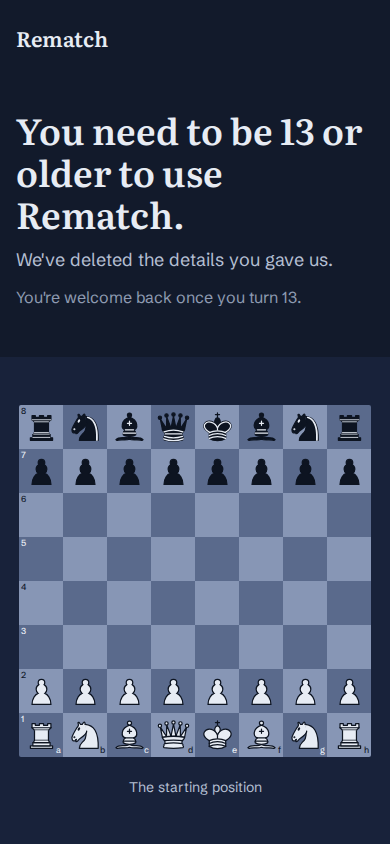 Rematch
You need to be 13 or
older to use
Rematch.
We've deleted the details you gave us.
You're welcome back once you turn 13.
8
7
6
5
4
3
2
1
a b c d e f g h
The starting position